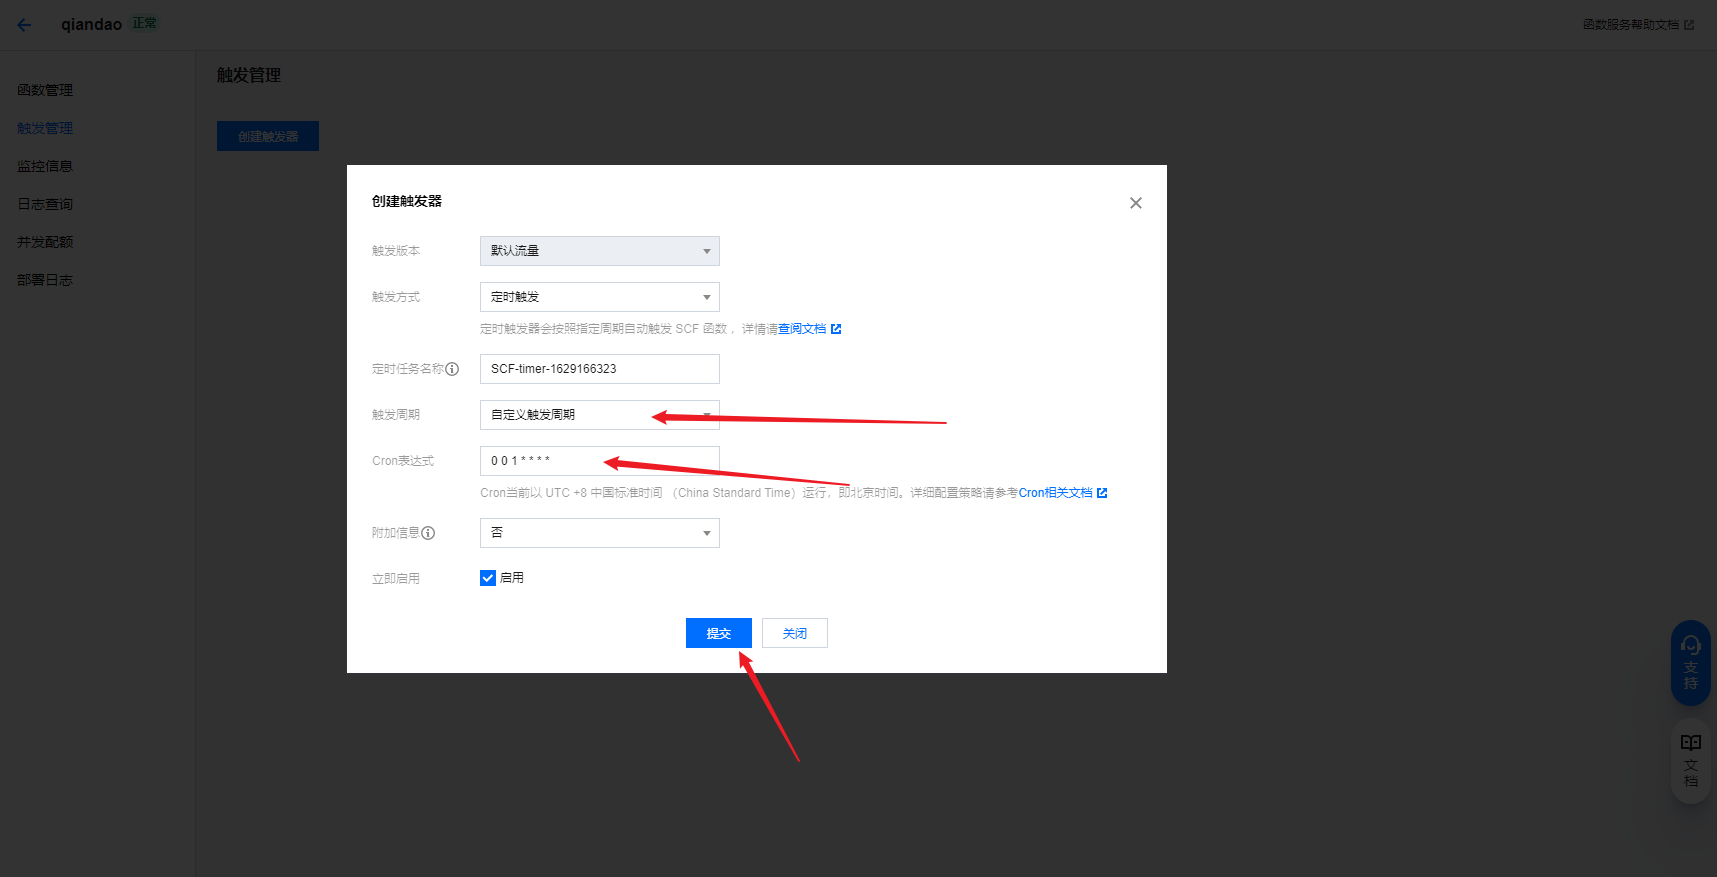 qiandao 正常
函数服务帮助文档
函数管理
触发管理
监控信息
日志查询
并发配额
部署日志
触发管理
创建触发器
创建触发器
触发版本 默认流量
触发方式 定时触发
定时触发器会按照指定周期自动触发 SCF 函数，详情请查阅文档
定时任务名称 SCF-timer-1629166323
触发周期 自定义触发周期
Cron表达式 0 0 1 * * * *
Cron当前以 UTC +8 中国标准时间 （China Standard Time）运行，即北京时间。详细配置策略请参考Cron相关文档
附加信息 否
立即启用 启用
提交 关闭
支持
文档